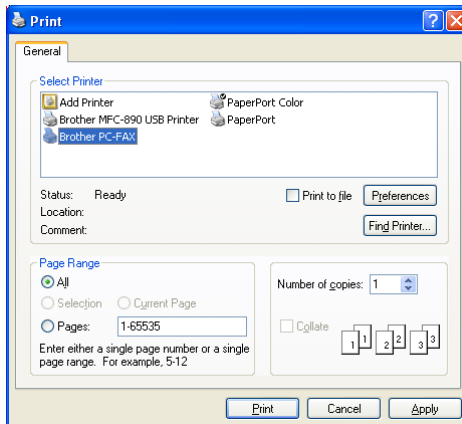 Print
General
Select Printer
Add Printer
PaperPort Color
Brother MFC-890 USB Printer
PaperPort
Brother PC-FAX
Status: Ready
Print to file
Preferences
Location:
Comment:
Find Printer...
Page Range
All
Selection
Current Page
Pages: 1-65535
Enter either a single page number or a single
page range. For example, 5-12
Number of copies: 1
Collate
1 1 2 2 3 3
Print Cancel Apply